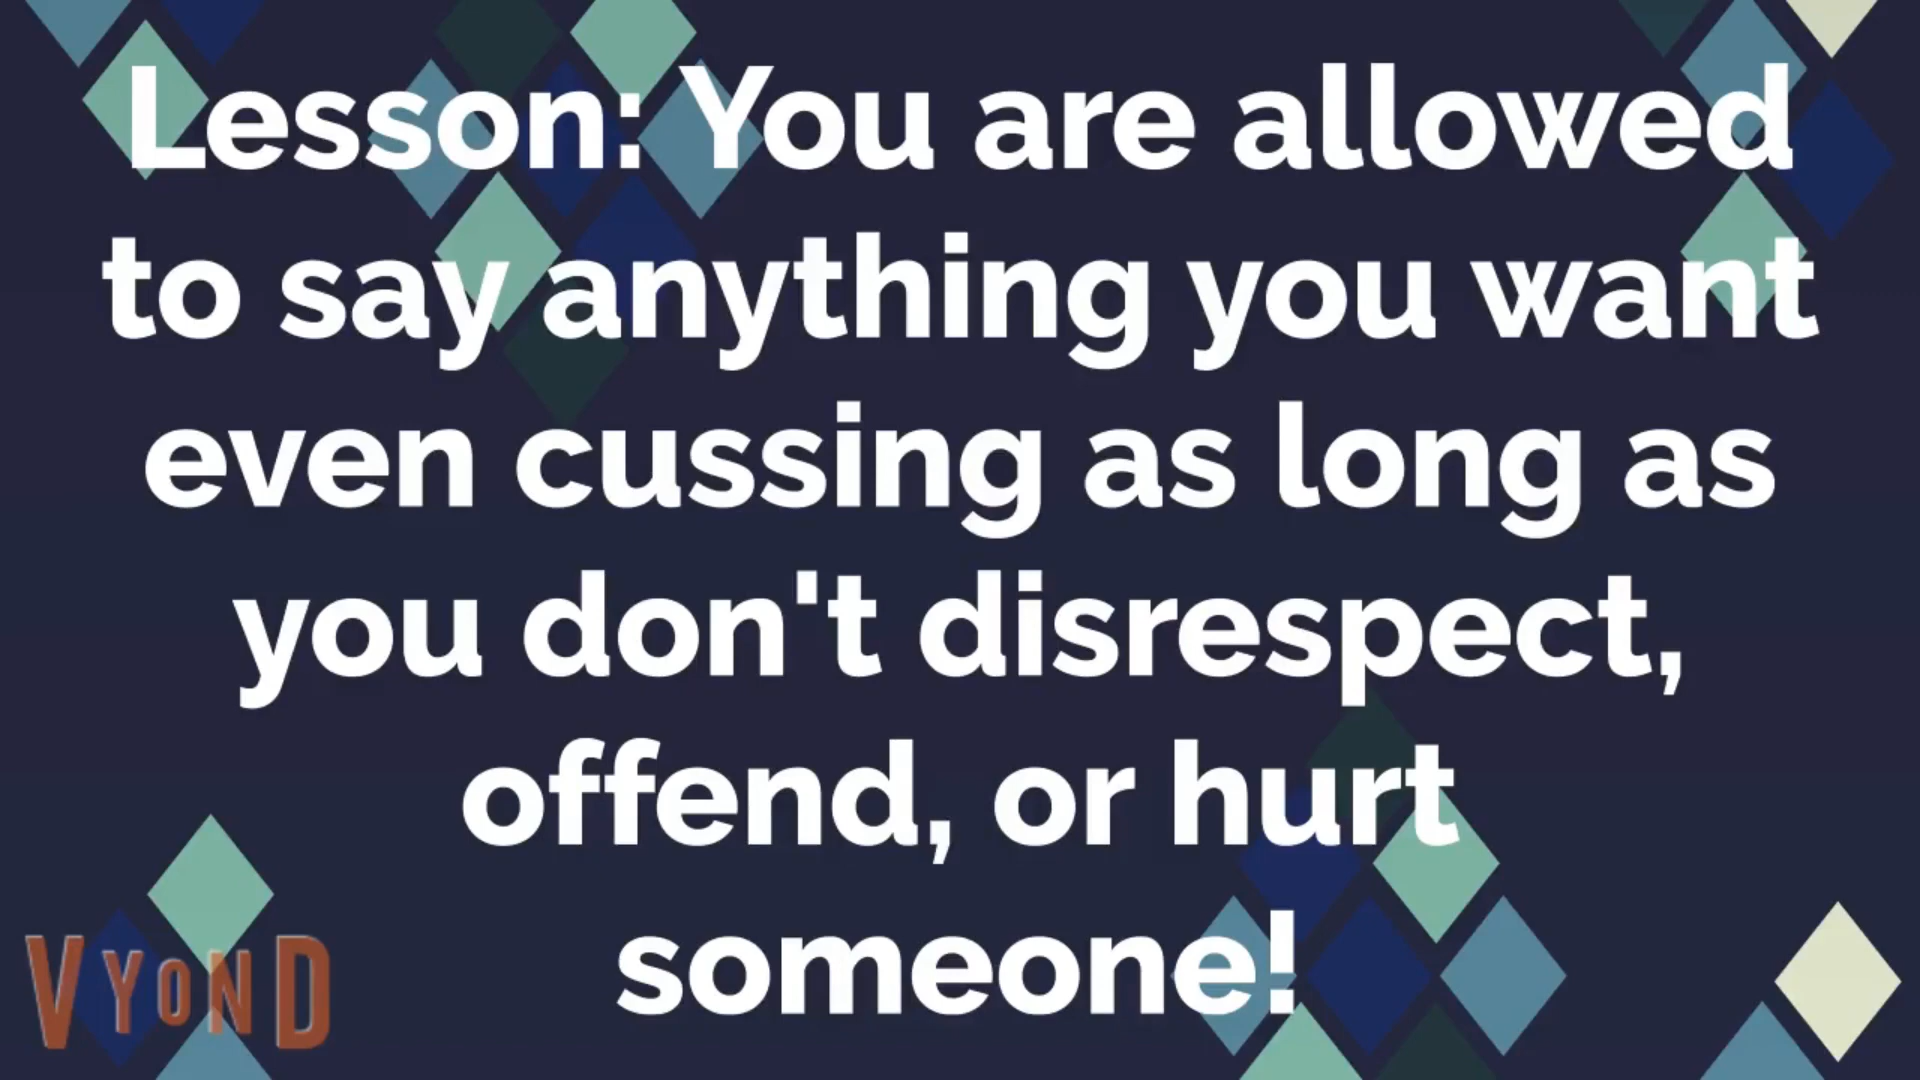 Lesson: You are allowed
to say anything you want
even cussing as long as
you don't disrespect,
offend, or hurt
someone!
VYOND